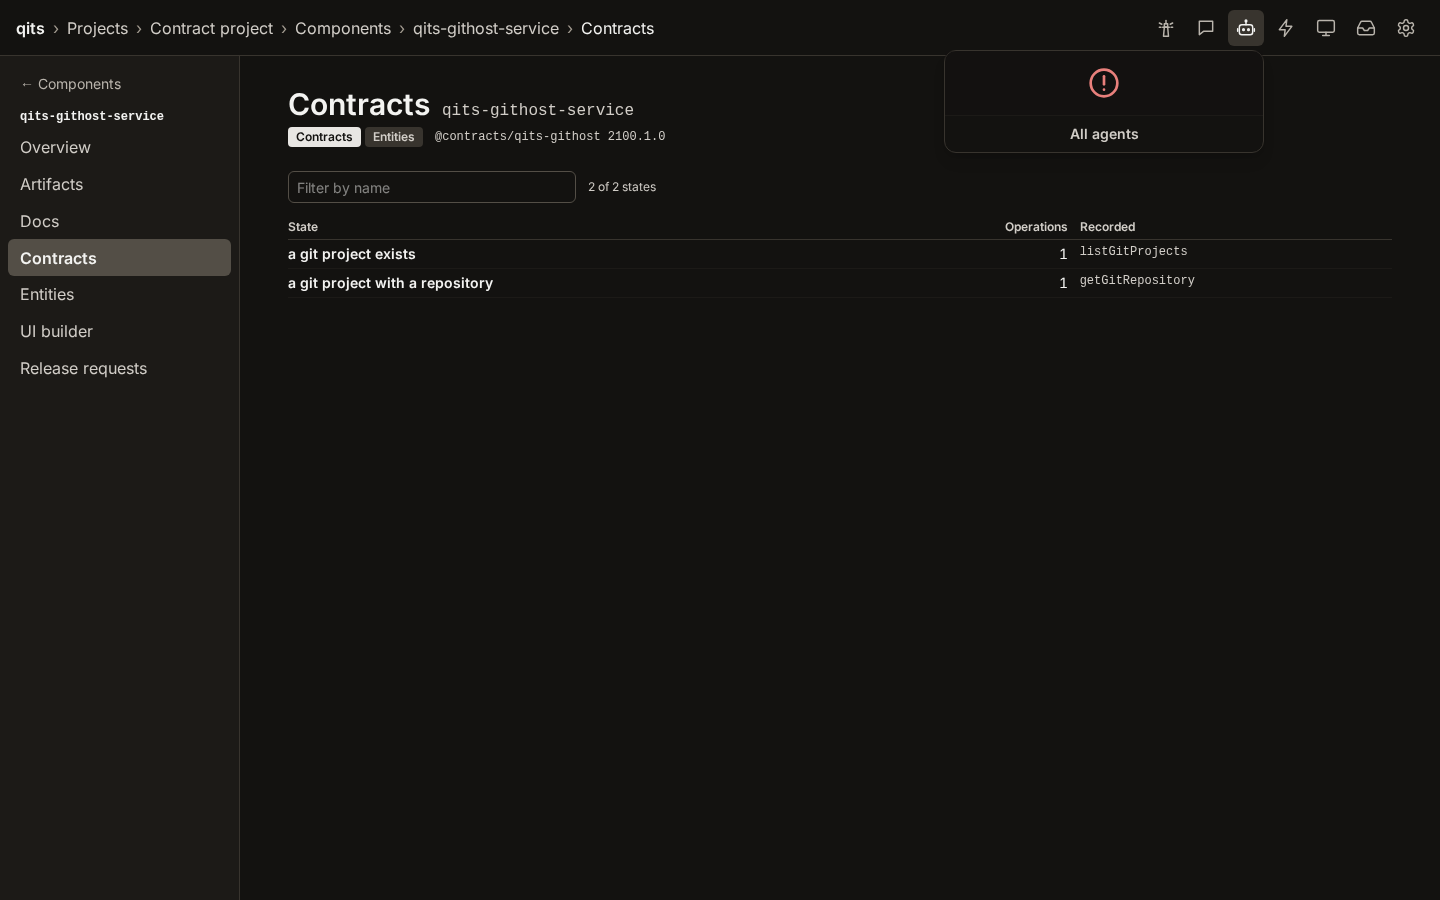 qits › Projects › Contract project › Components › qits-githost-service › Contracts
← Components
qits-githost-service
Overview
Artifacts
Docs
Contracts
Entities
UI builder
Release requests
Contracts qits-githost-service
Contracts Entities @contracts/qits-githost 2100.1.0
Filter by name 2 of 2 states
State Operations Recorded
a git project exists 1 listGitProjects
a git project with a repository 1 getGitRepository
All agents